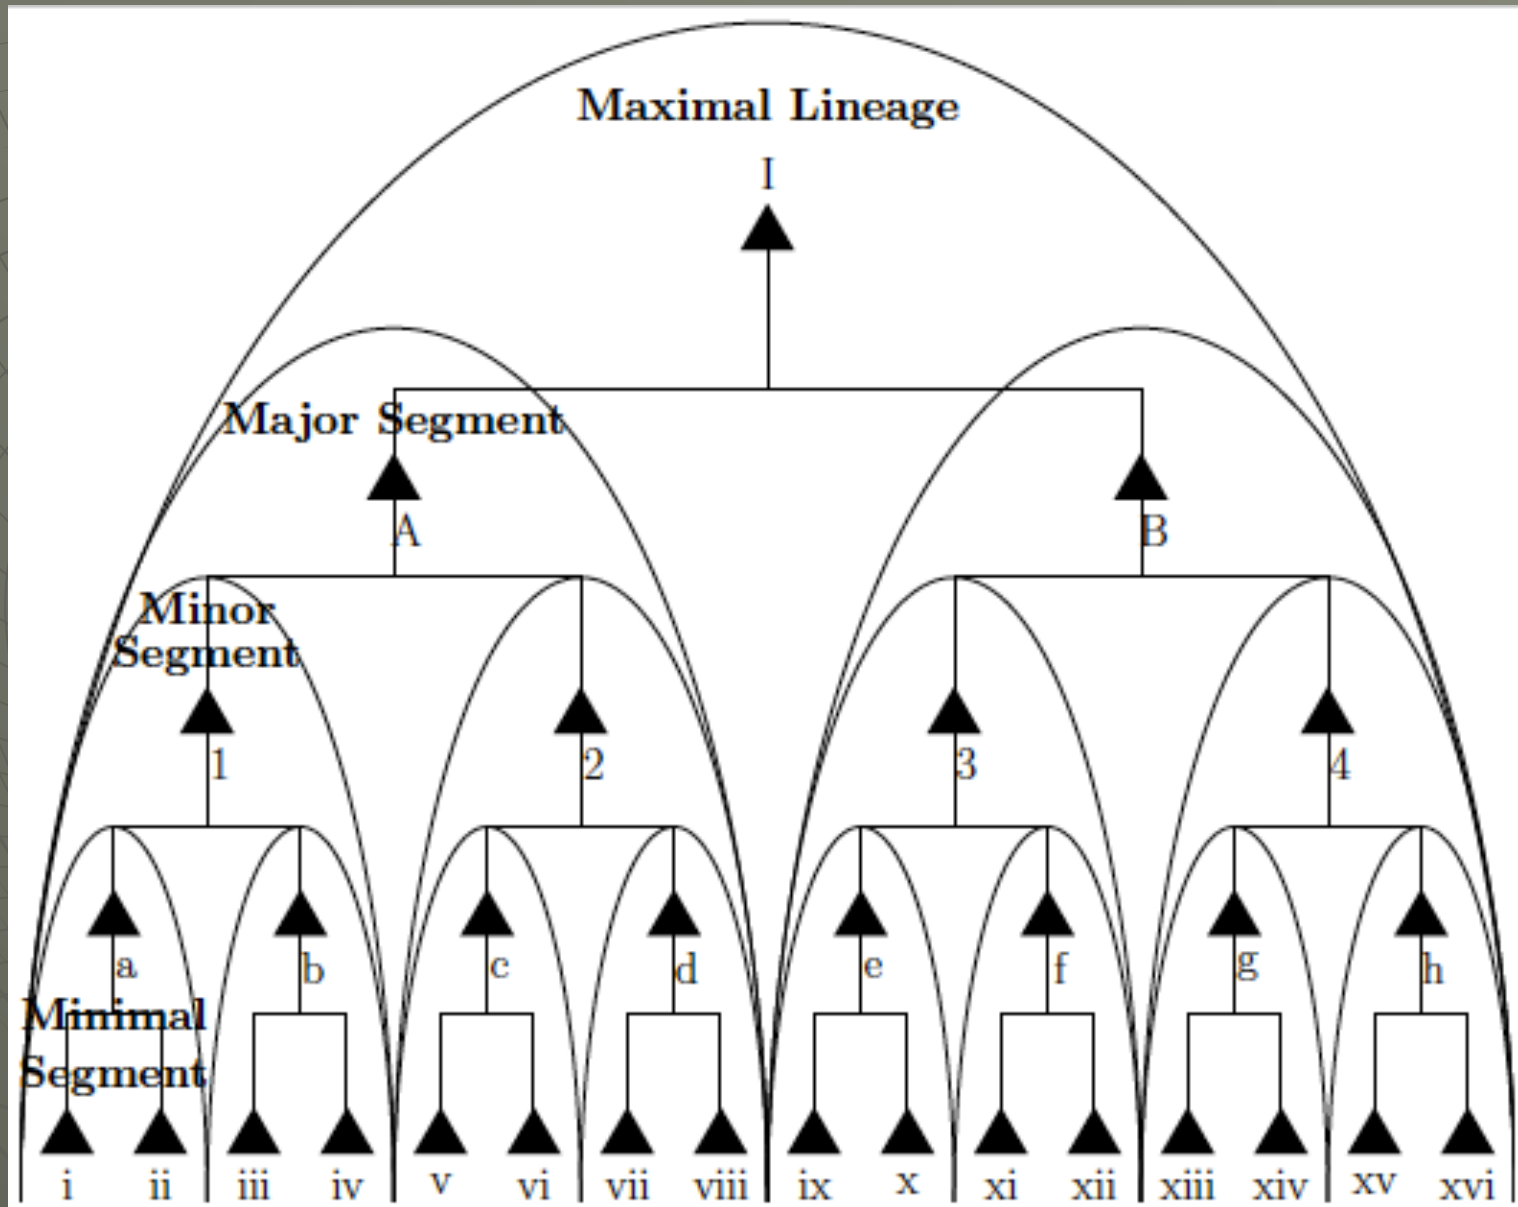 Maximal Lineage
I
Major Segment
A B
Minor
Segment
1 2 3 4
a b c d e f g h
Minimal
Segment
i ii iii iv v vi vii viii ix x xi xii xiii xiv xv xvi